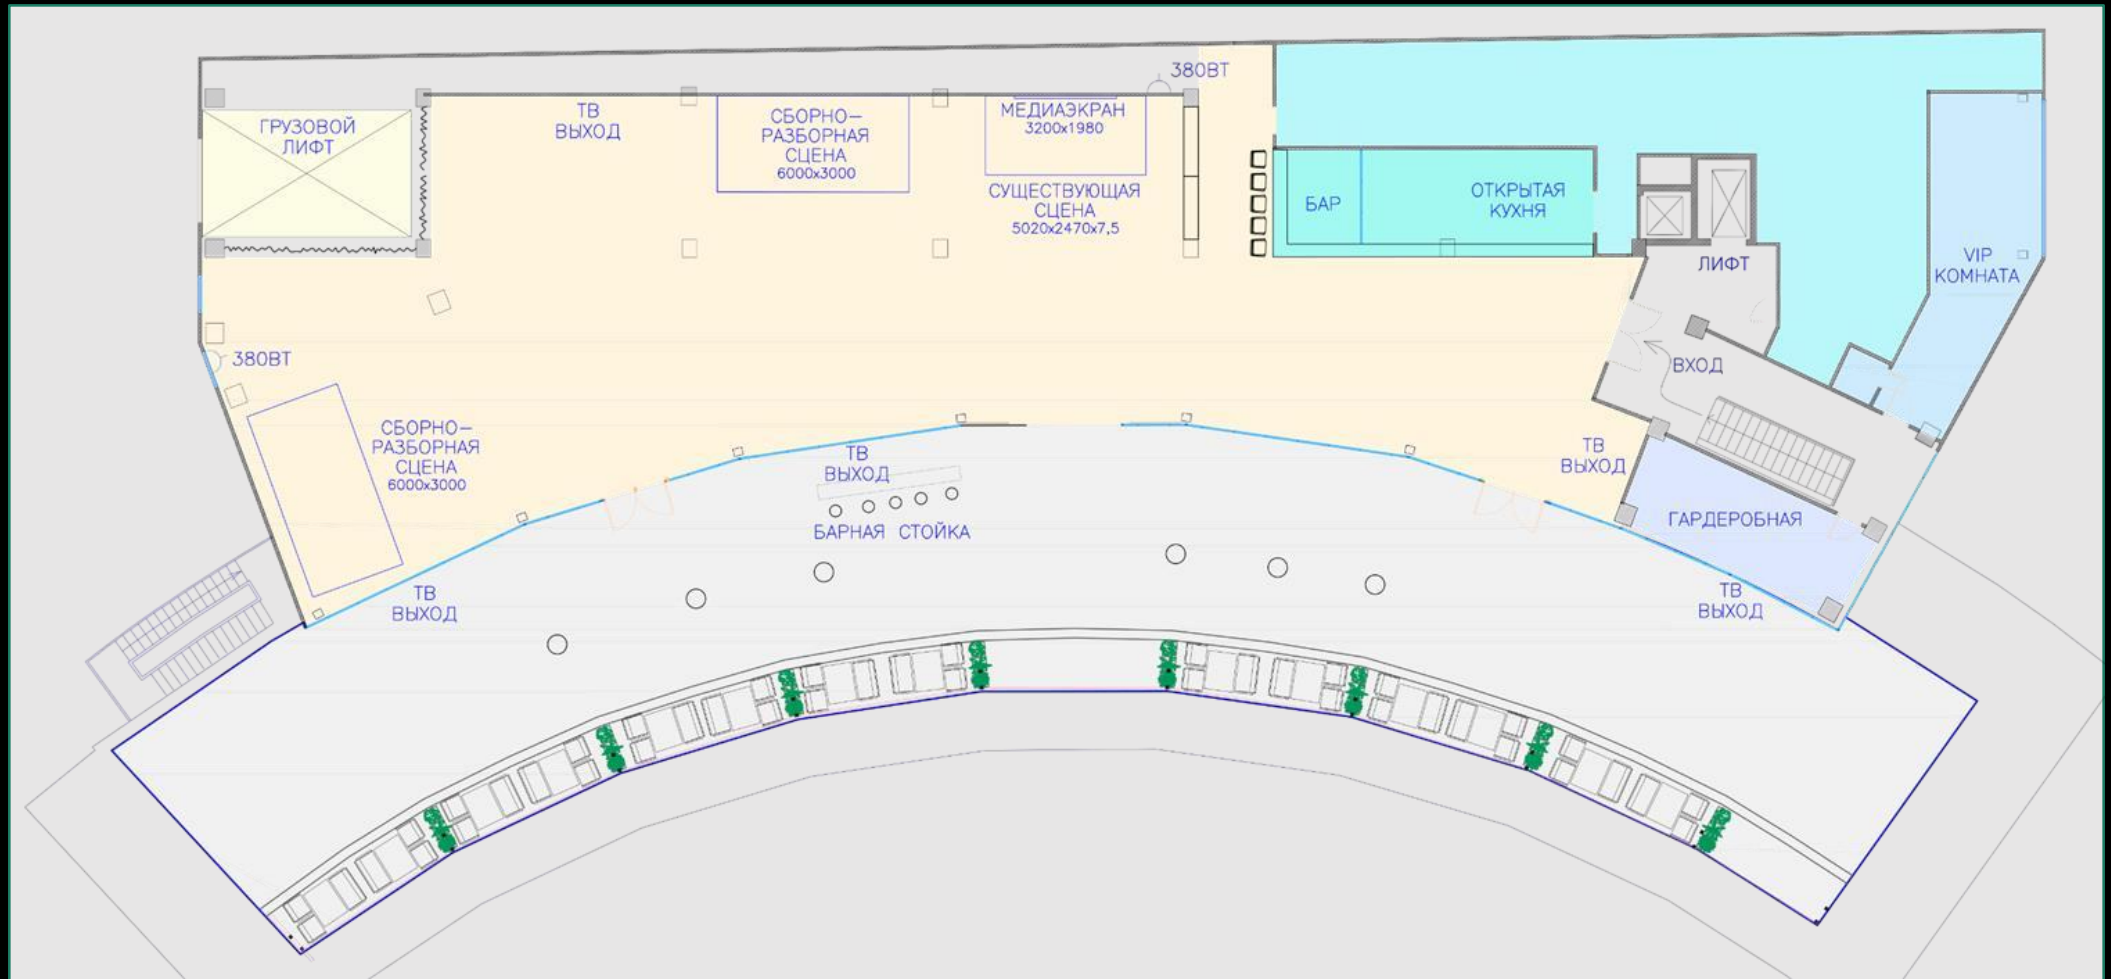 380ВТ
ГРУЗОВОЙ
ЛИФТ
ТВ
ВЫХОД
СБОРНО–
РАЗБОРНАЯ
СЦЕНА
6000х3000
МЕДИАЭКРАН
3200х1980
СУЩЕСТВУЮЩАЯ
СЦЕНА
5020х2470х7,5
БАР
ОТКРЫТАЯ
КУХНЯ
ЛИФТ
VIP
КОМНАТА
380ВТ
ВХОД
СБОРНО–
РАЗБОРНАЯ
СЦЕНА
6000х3000
ТВ
ВЫХОД
БАРНАЯ СТОЙКА
ТВ
ВЫХОД
ГАРДЕРОБНАЯ
ТВ
ВЫХОД
ТВ
ВЫХОД